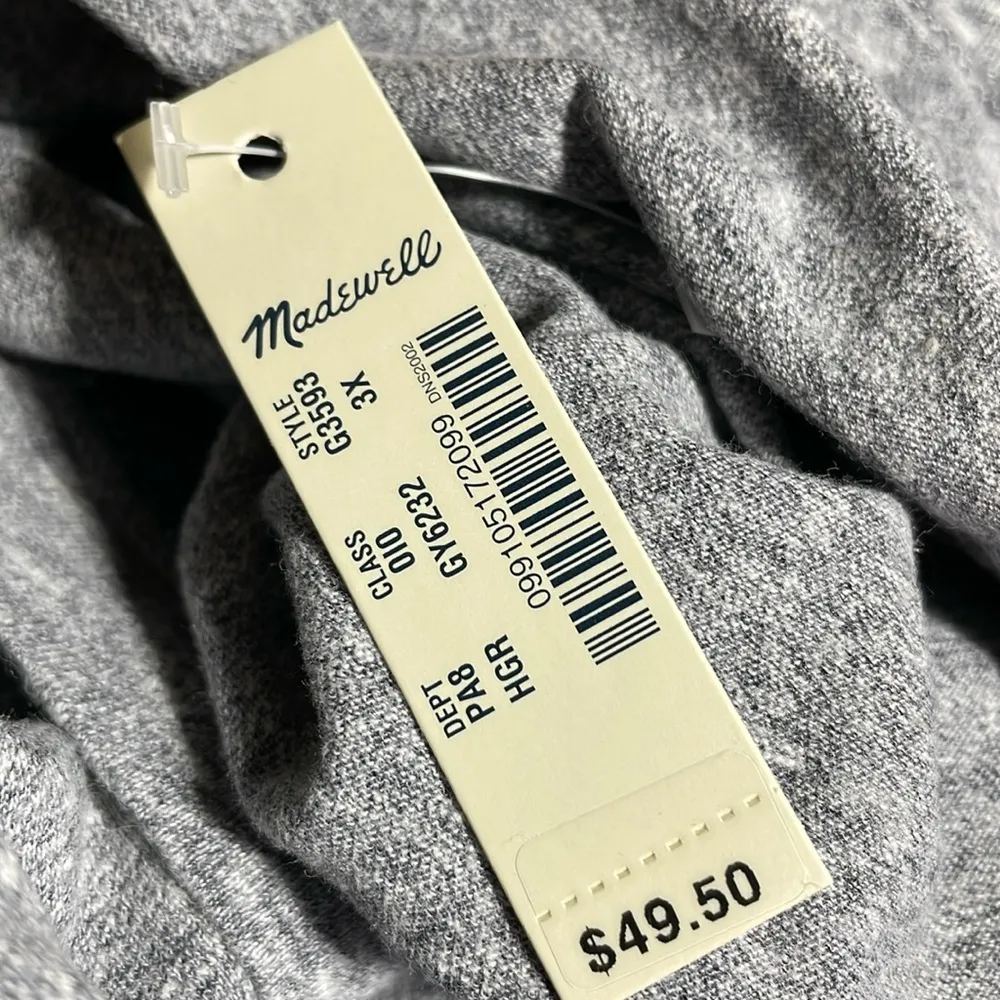 Madewell
DEPT CLASS STYLE
PA8 010 G3593
HGR GY6232 3X
099105172099 DNS2002
$49.50